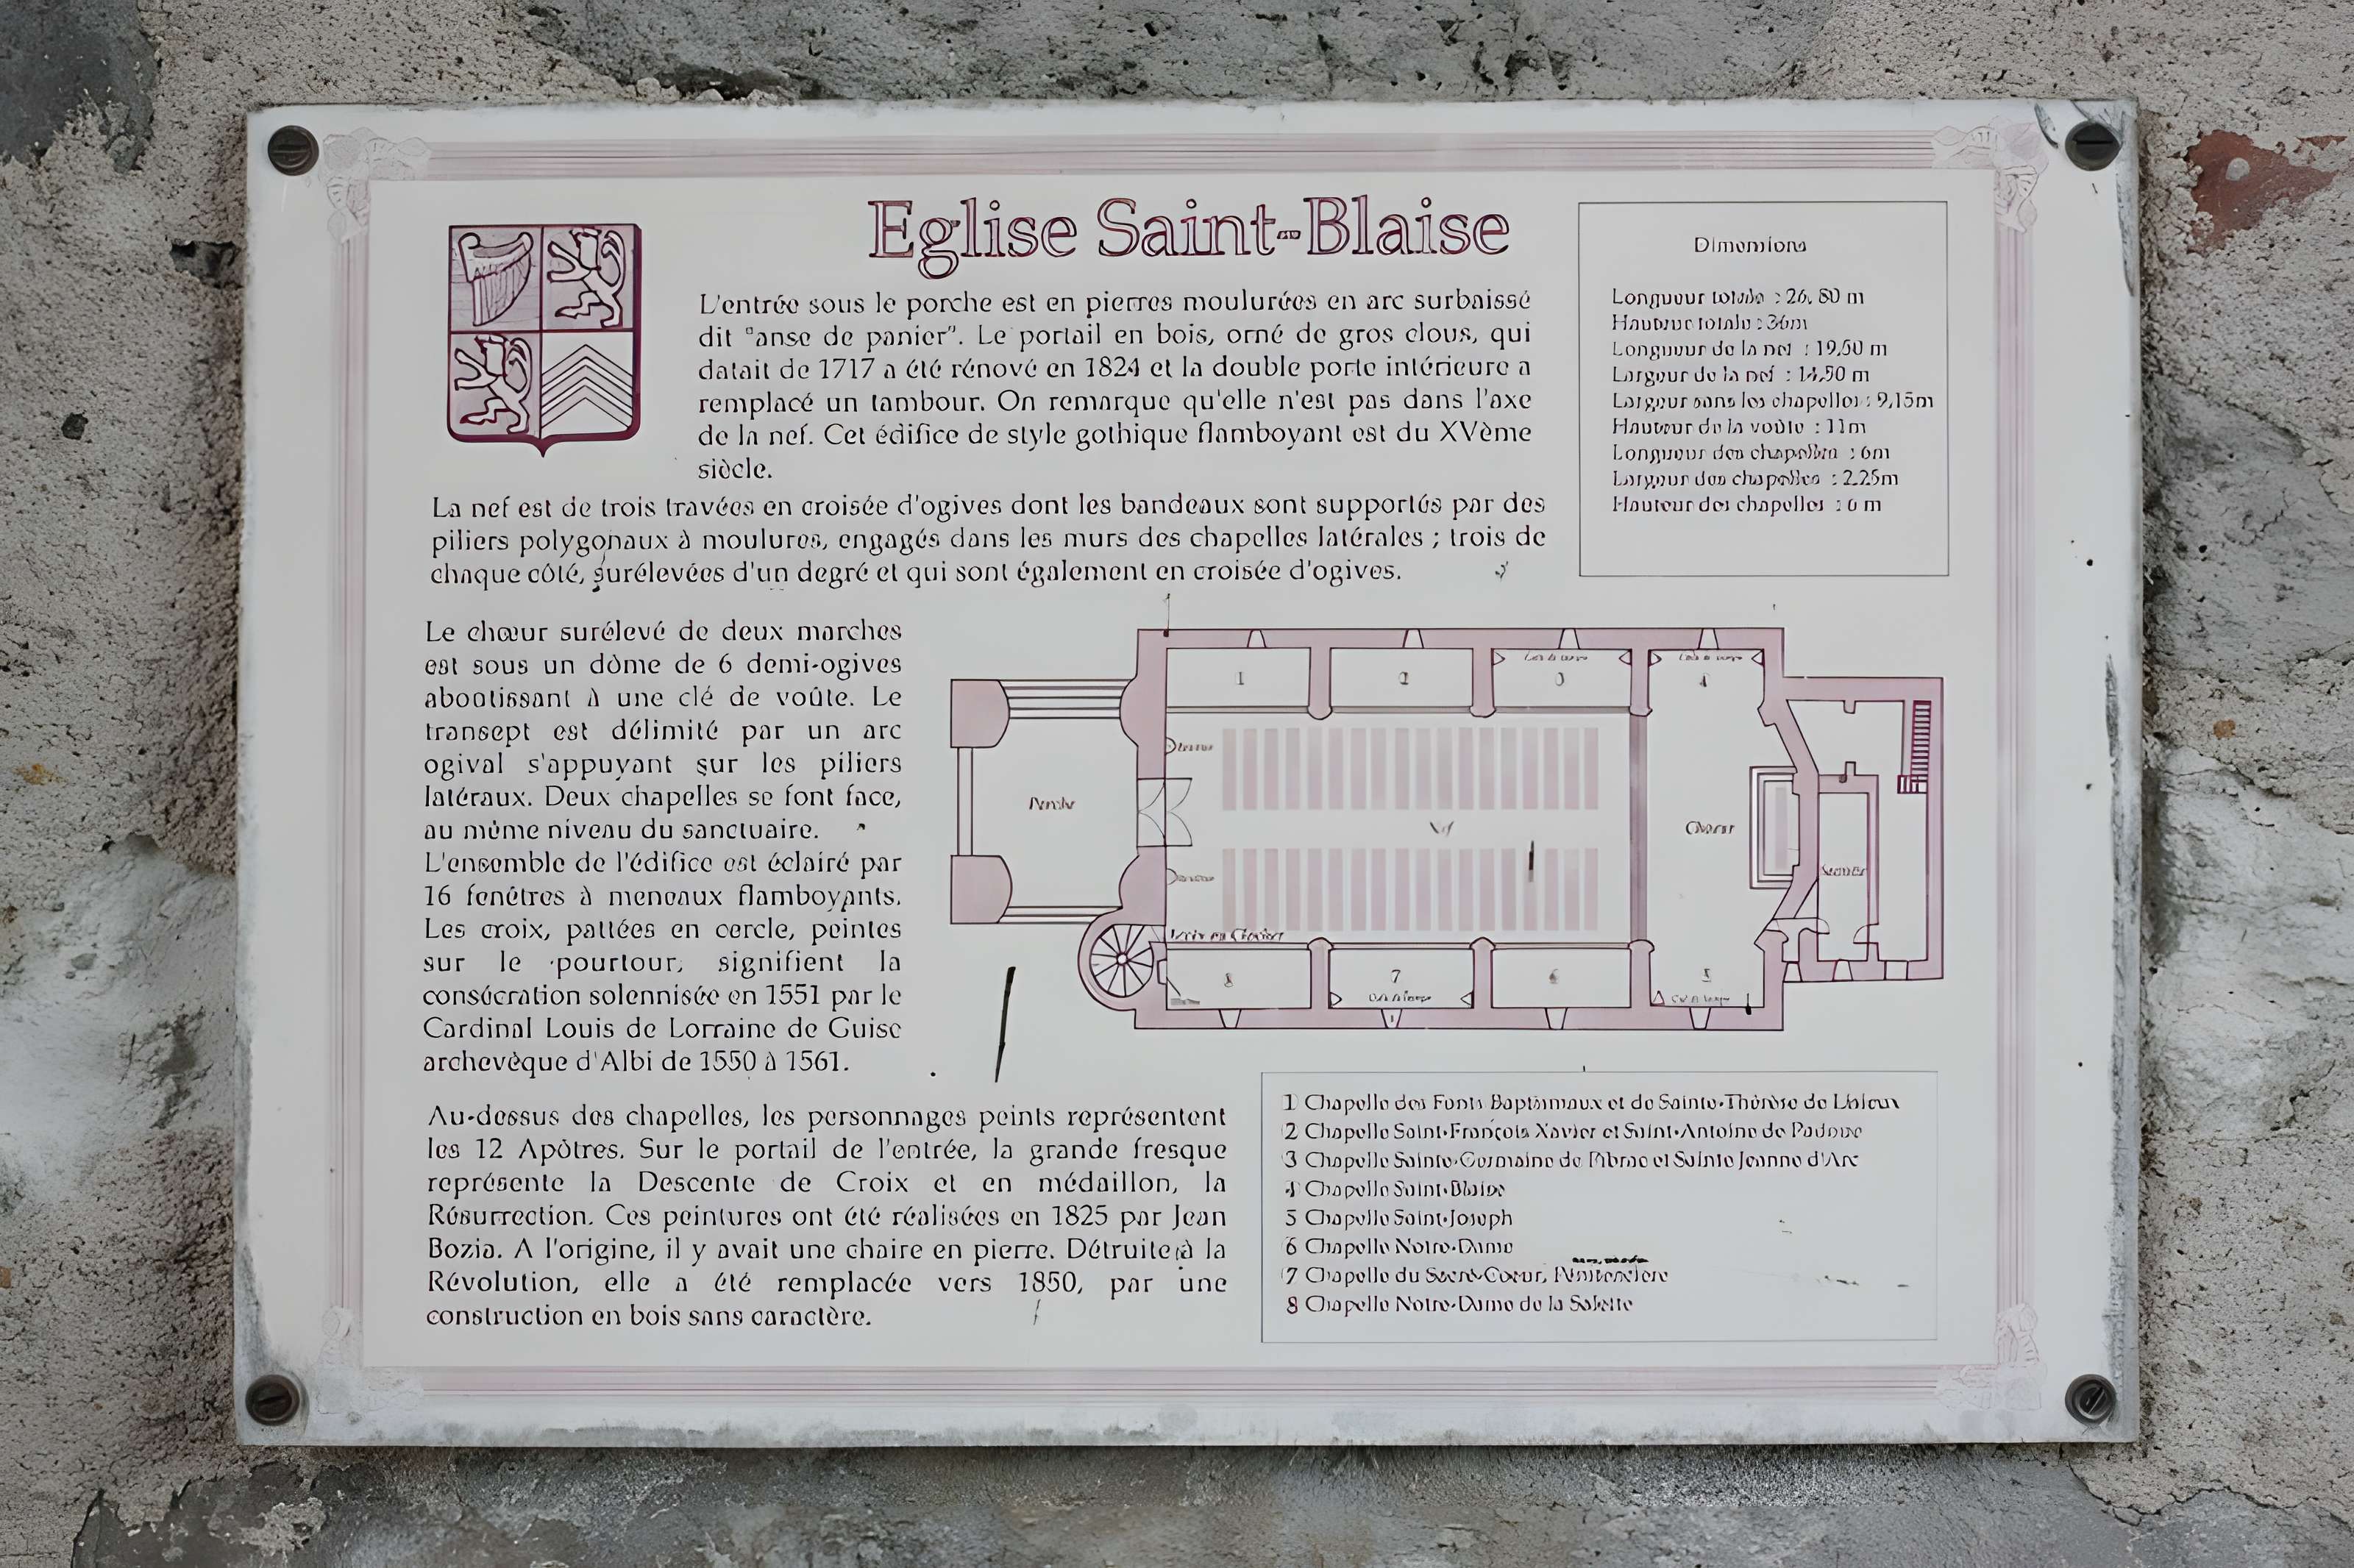 Eglise Saint-Blaise
L'entrée sous le porche est en pierres moulurées en arc surbaissé
dit "anse de panier". Le portail en bois, orné de gros clous, qui
datait de 1717 a été rénové en 1824 et la double porte intérieure a
remplacé un tambour. On remarque qu'elle n'est pas dans l'axe
de la nef. Cet édifice de style gothique flamboyant est du XVème
siècle.
La nef est de trois travées en croisée d'ogives dont les bandeaux sont supportés par des
piliers polygonaux à moulures, engagés dans les murs des chapelles latérales ; trois de
chaque côté, surélevées d'un degré et qui sont également en croisée d'ogives.
Dimensions
Longueur totale : 26,80 m
Hauteur totale : 36m
Longueur de la nef : 19,50 m
Largeur de la nef : 14,50 m
Largeur sans les chapelles : 9,15m
Hauteur de la voûte : 11m
Longueur des chapelles : 6m
Largeur des chapelles : 2.25m
Hauteur des chapelles : 6 m
Le chœur surélevé de deux marches
est sous un dôme de 6 demi-ogives
aboutissant à une clé de voûte. Le
transept est délimité par un arc
ogival s'appuyant sur les piliers
latéraux. Deux chapelles se font face,
au même niveau du sanctuaire.
L'ensemble de l'édifice est éclairé par
16 fenêtres à meneaux flamboyants.
Les croix, pattées en cercle, peintes
sur le pourtour, signifient la
consécration solennisée en 1551 par le
Cardinal Louis de Lorraine de Guise
archevêque d'Albi de 1550 à 1561.
Au-dessus des chapelles, les personnages peints représentent
les 12 Apôtres. Sur le portail de l'entrée, la grande fresque
représente la Descente de Croix et en médaillon, la
Résurrection. Ces peintures ont été réalisées en 1825 par Jean
Bozia. A l'origine, il y avait une chaire en pierre. Détruite à la
Révolution, elle a été remplacée vers 1850, par une
construction en bois sans caractère.
1 2 3 4
Porche
Nef
Chœur
8 7 6 5
1 Chapelle des Fonts Baptismaux et de Sainte-Thérèse de Lisieux
2 Chapelle Saint-François Xavier et Saint-Antoine de Padoue
3 Chapelle Sainte-Germaine de Pibrac et Sainte Jeanne d'Arc
4 Chapelle Saint-Blaise
5 Chapelle Saint-Joseph
6 Chapelle Notre-Dame
7 Chapelle du Sacré-Coeur,
8 Chapelle Notre-Dame de la Salette